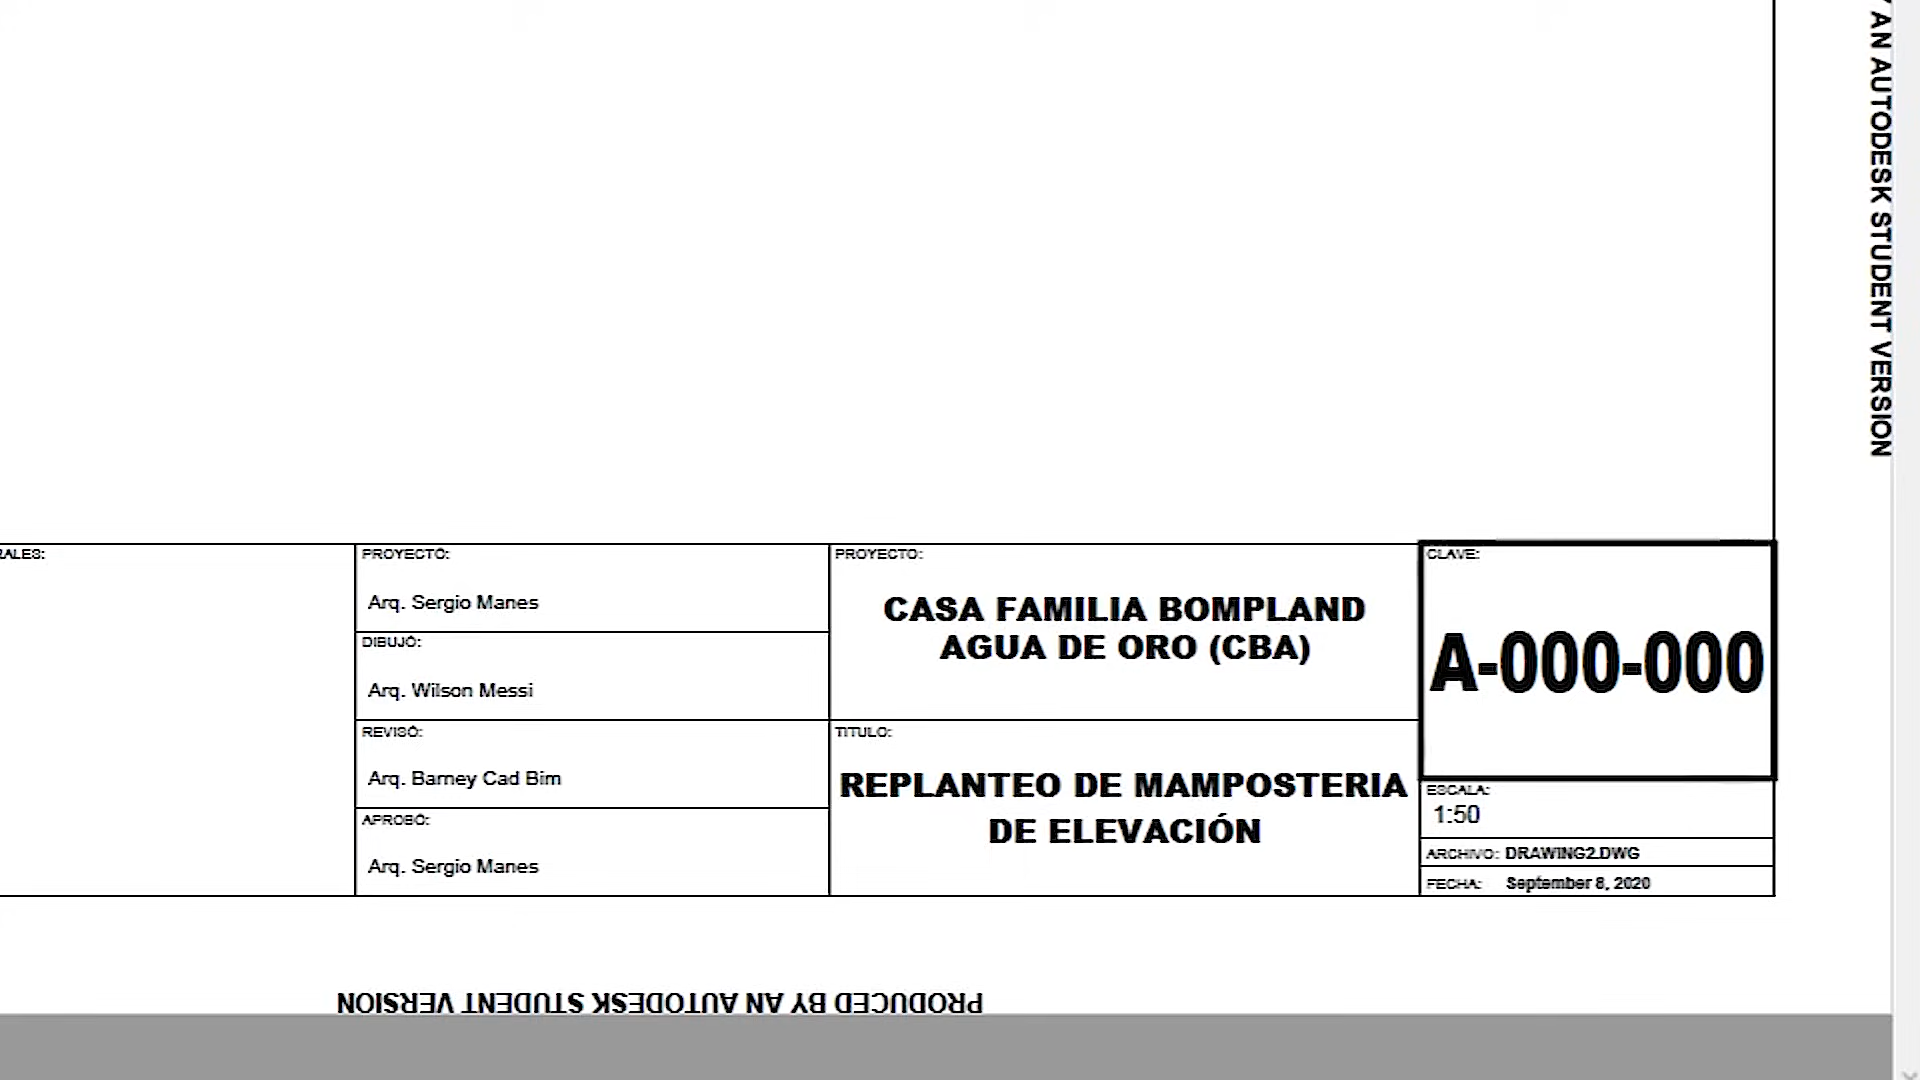 Y AN AUTODESK STUDENT VERSION
RALES:
PROYECTÓ:
Arq. Sergio Manes
DIBUJÓ:
Arq. Wilson Messi
REVISÓ:
Arq. Barney Cad Bim
APROBÓ:
Arq. Sergio Manes
PROYECTO:
CASA FAMILIA BOMPLAND
AGUA DE ORO (CBA)
TITULO:
REPLANTEO DE MAMPOSTERIA
DE ELEVACIÓN
CLAVE:
A-000-000
ESCALA:
1:50
ARCHIVO: DRAWING2.DWG
FECHA: September 8, 2020
PRODUCED BY AN AUTODESK STUDENT VERSION